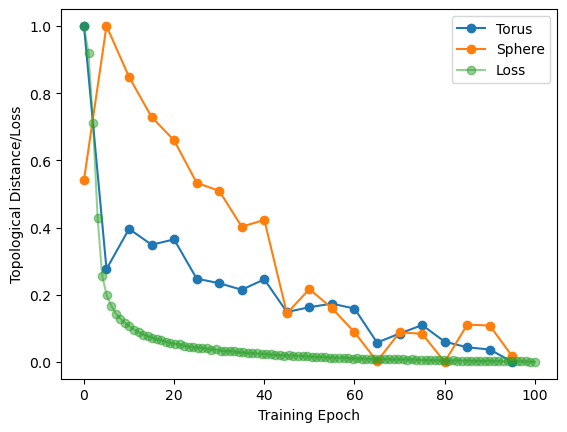 Torus
Sphere
Loss
Topological Distance/Loss
1.0
0.8
0.6
0.4
0.2
0.0
0 20 40 60 80 100
Training Epoch